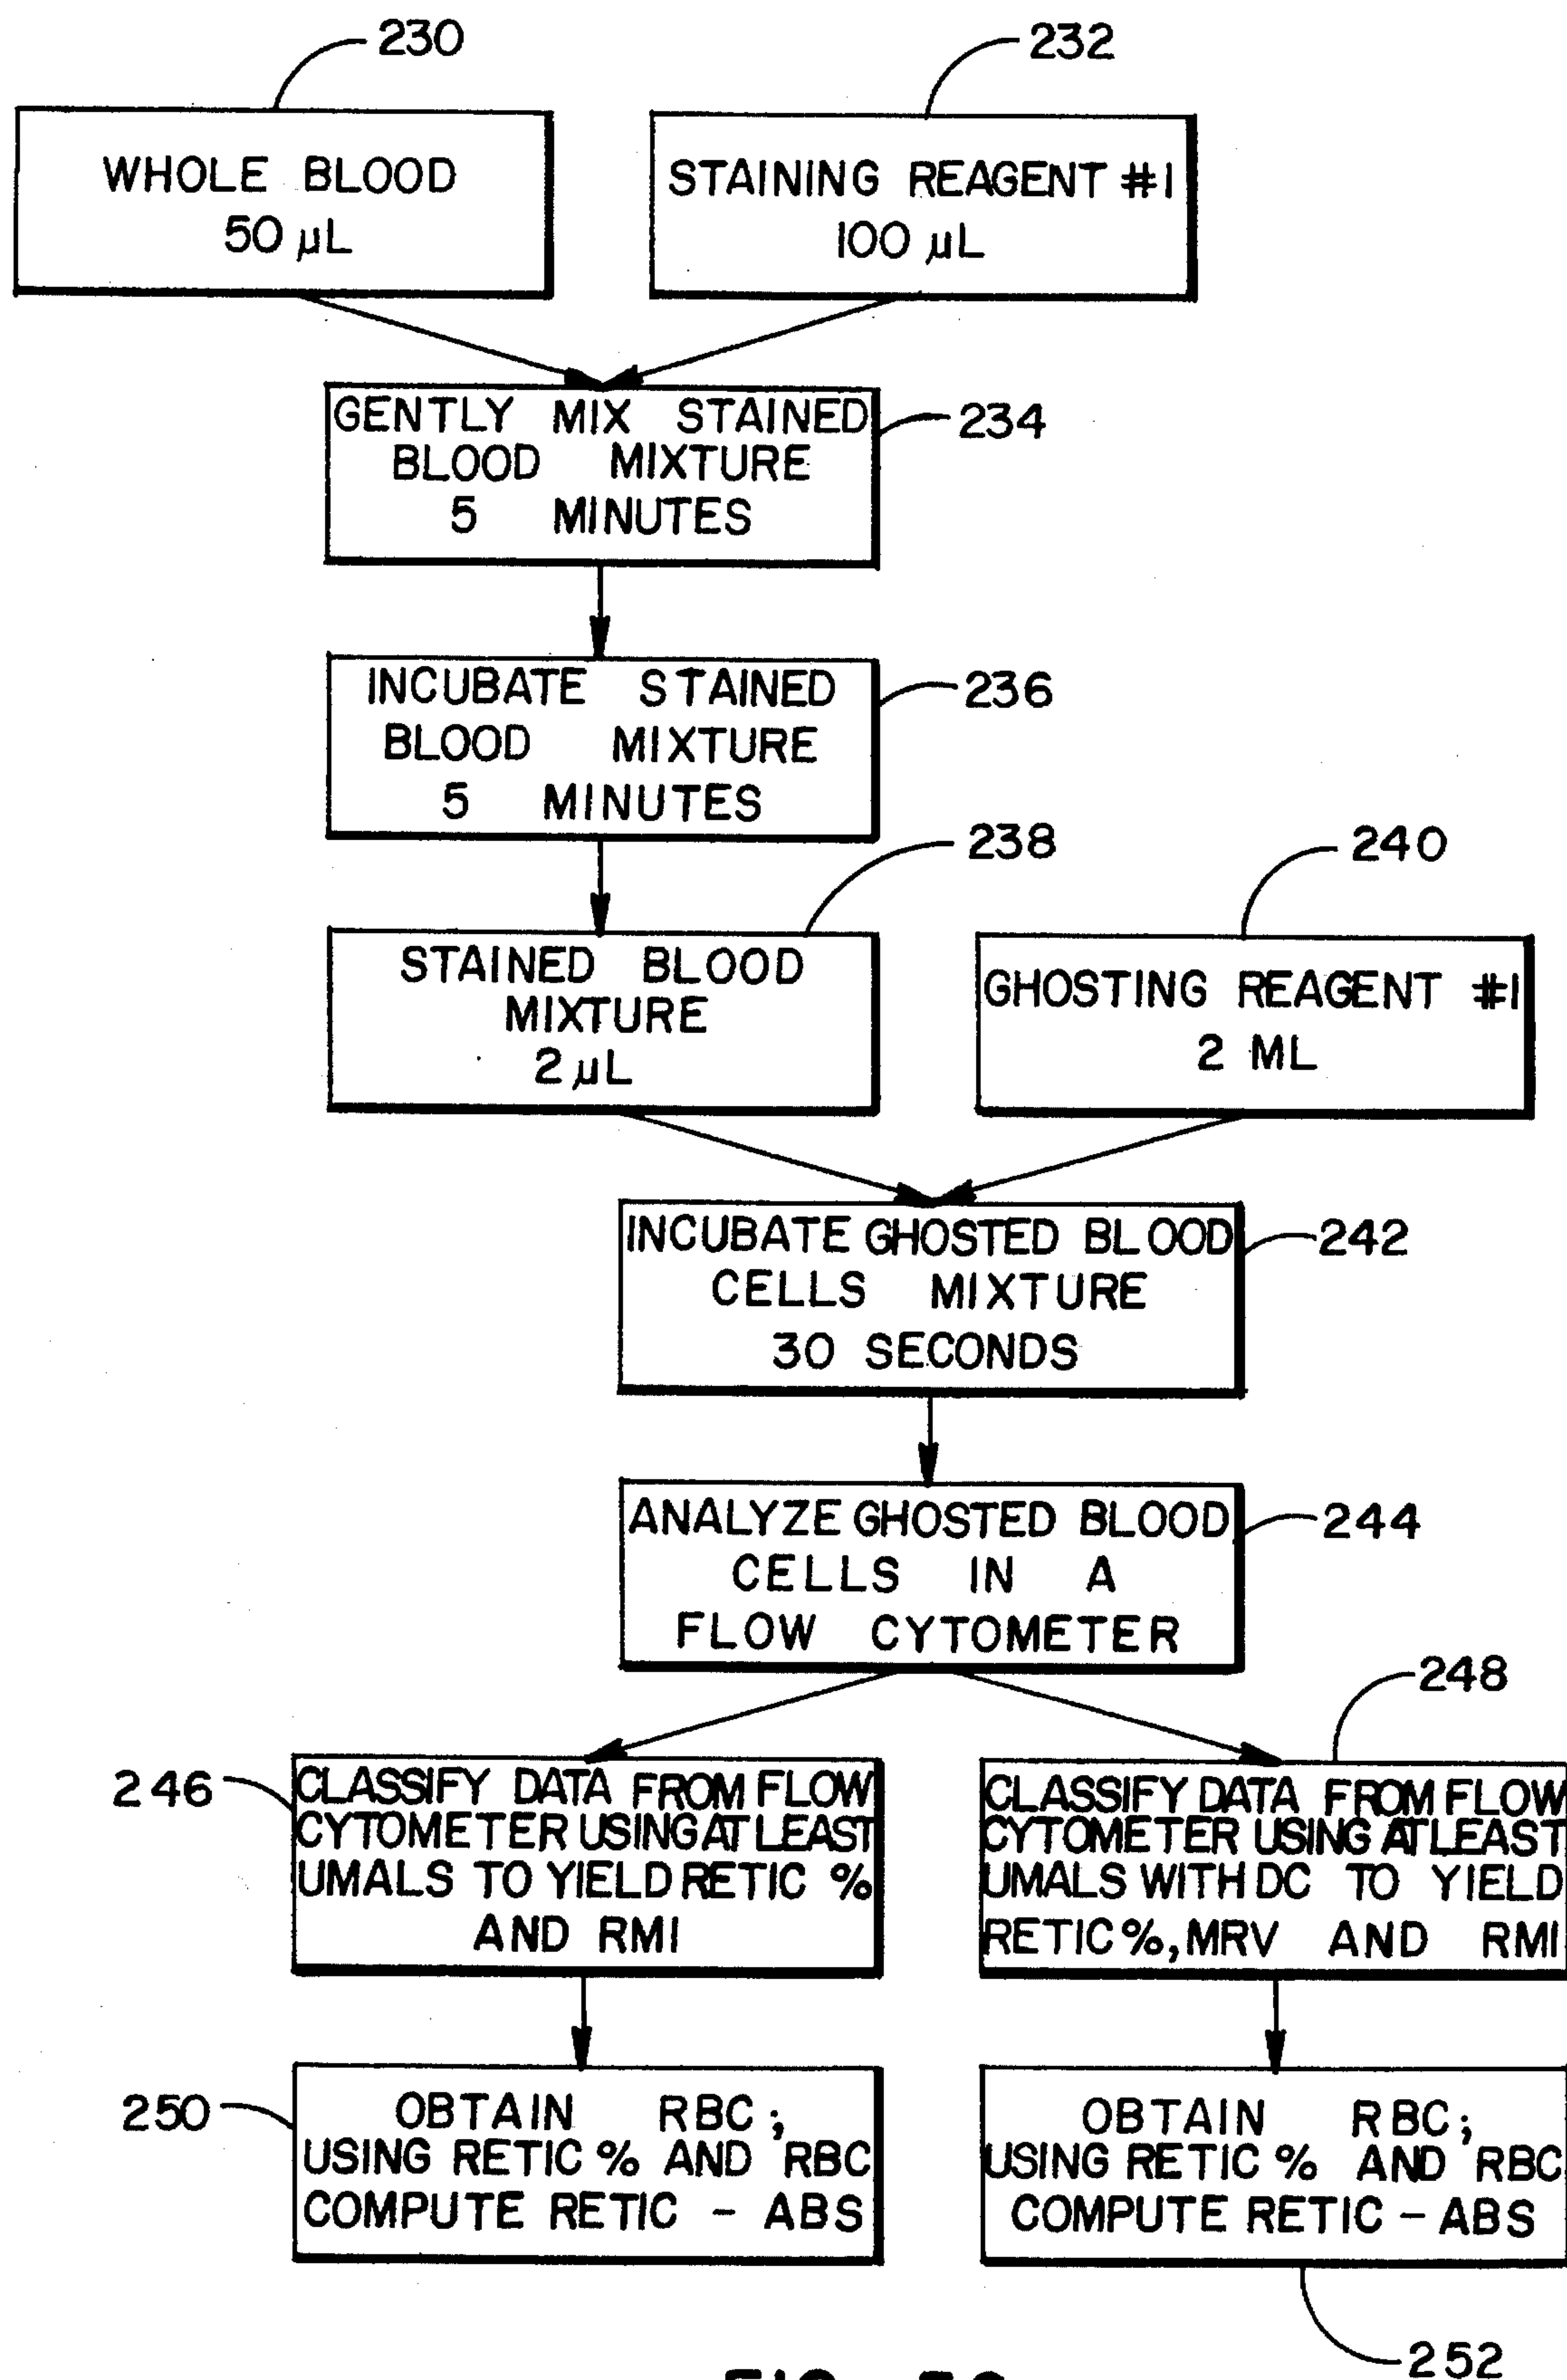 230
232
WHOLE BLOOD
50 µL
STAINING REAGENT #1
100 µL
GENTLY MIX STAINED
BLOOD MIXTURE
5 MINUTES
234
INCUBATE STAINED
BLOOD MIXTURE
5 MINUTES
236
238
240
STAINED BLOOD
MIXTURE
2 µL
GHOSTING REAGENT #1
2 ML
INCUBATE GHOSTED BLOOD
CELLS MIXTURE
30 SECONDS
242
ANALYZE GHOSTED BLOOD
CELLS IN A
FLOW CYTOMETER
244
248
246
CLASSIFY DATA FROM FLOW
CYTOMETER USING AT LEAST
UMALS TO YIELD RETIC %
AND RMI
CLASSIFY DATA FROM FLOW
CYTOMETER USING AT LEAST
UMALS WITH DC TO YIELD
RETIC %, MRV AND RMI
250
OBTAIN RBC;
USING RETIC % AND RBC
COMPUTE RETIC - ABS
OBTAIN RBC;
USING RETIC % AND RBC
COMPUTE RETIC - ABS
252